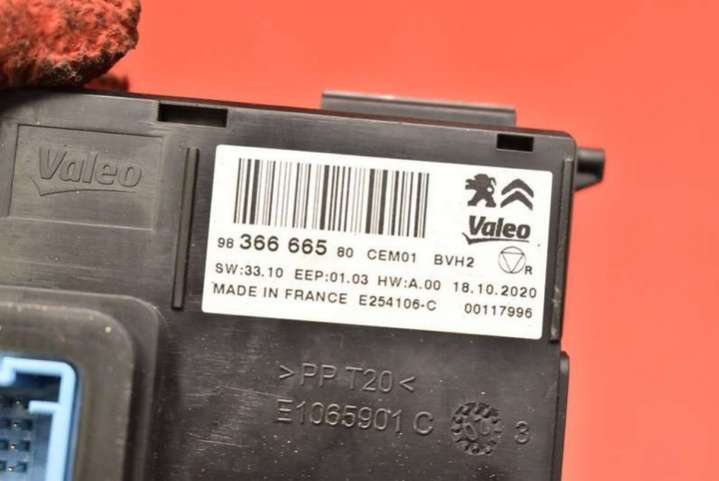 Valeo
Valeo
98 366 665 80 CEM01 BVH2
R
SW:33.10 EEP:01.03 HW:A.00 18.10.2020
MADE IN FRANCE E254106-C 00117996
>PP T20<
E1065901 C 3